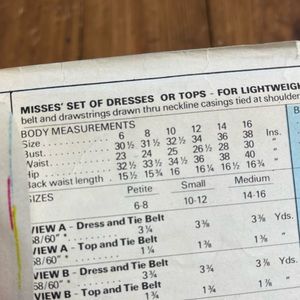 MISSES' SET OF DRESSES OR TOPS - FOR LIGHTWEIGH
belt and drawstrings drawn thru neckline casings tied at shoulder
BODY MEASUREMENTS
Size 6 8 10 12 14 16
Bust 30½ 31½ 32½ 34 36 38 Ins.
Waist 23 24 25 26½ 28 30 "
Hip 32½ 33½ 34½ 36 38 40 "
Back waist length . 15½ 15¾ 16 16¼ 16½ 16¾ "
SIZES Petite Small Medium
6-8 10-12 14-16
VIEW A - Dress and Tie Belt
58/60" * 3¼ 3⅜ 3⅜ Yds.
VIEW A - Top and Tie Belt
58/60" * 1¼ 1⅜ 1⅜ "
VIEW B - Dress and Tie Belt
58/60" * 3¾ 3¾ 3⅞ Yds.
VIEW B - Top and Tie Belt
1¾ 1¾ 1⅞ "